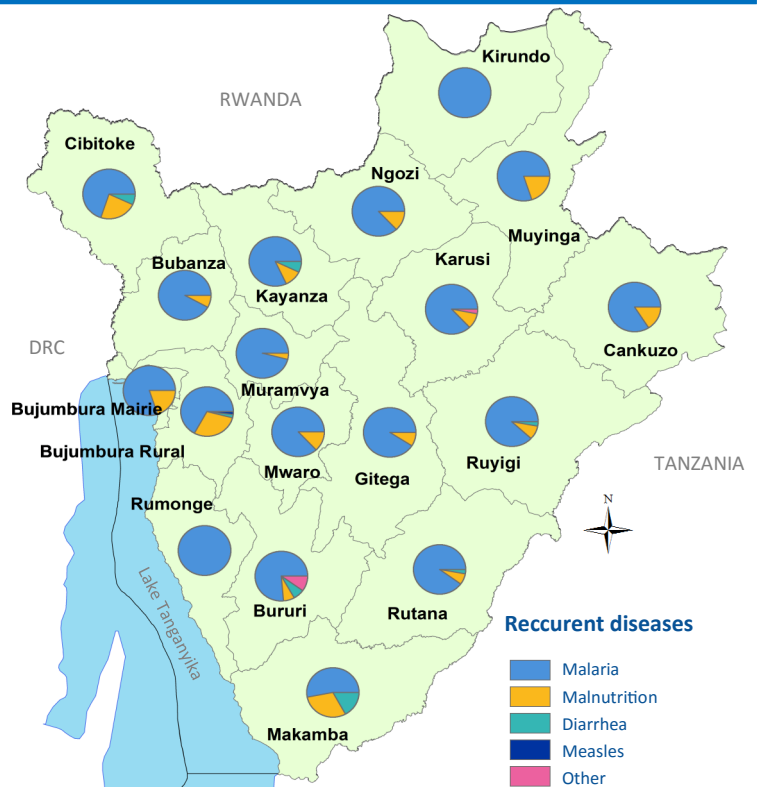 Kirundo
RWANDA
Cibitoke
Ngozi
Muyinga
Karusi
Bubanza
Kayanza
Cankuzo
DRC
Muramvya
Bujumbura Mairie
Bujumbura Rural
Mwaro
Gitega
Ruyigi
TANZANIA
Rumonge
N
Lake Tanganyika
Bururi
Rutana
Makamba
Reccurent diseases
Malaria
Malnutrition
Diarrhea
Measles
Other